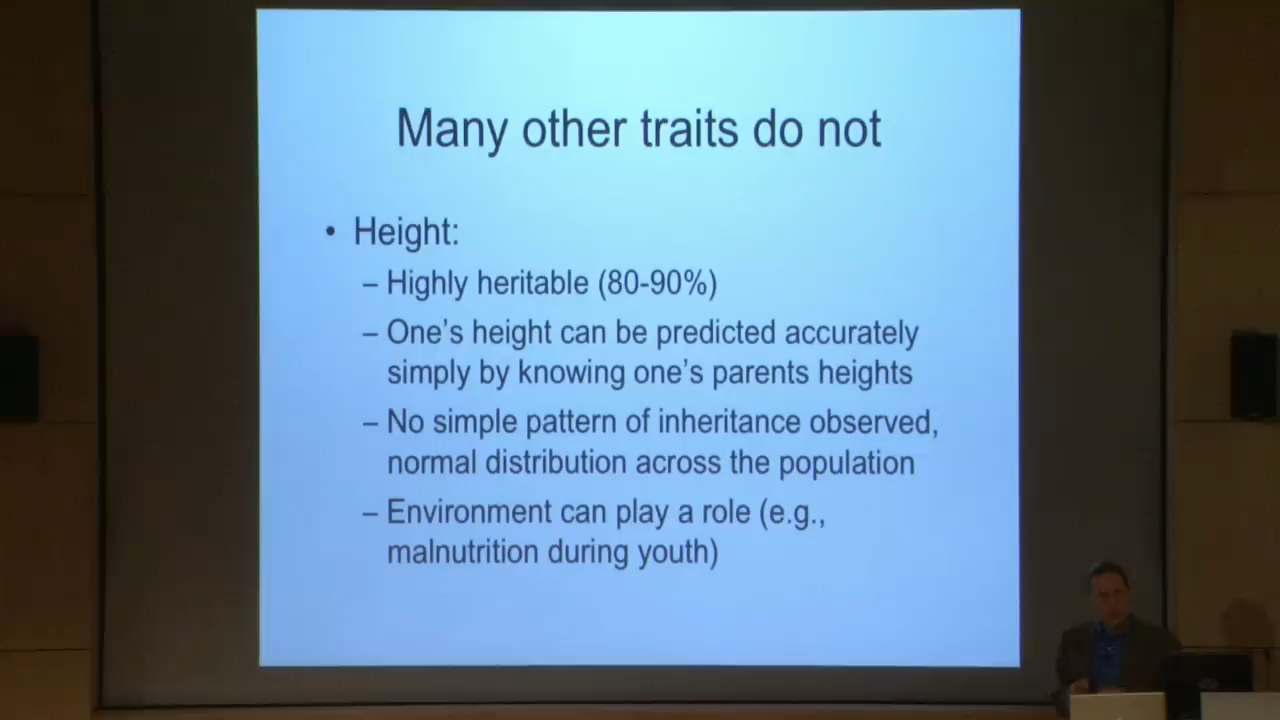 Many other traits do not
• Height:
– Highly heritable (80-90%)
– One's height can be predicted accurately
simply by knowing one's parents heights
– No simple pattern of inheritance observed,
normal distribution across the population
– Environment can play a role (e.g.,
malnutrition during youth)